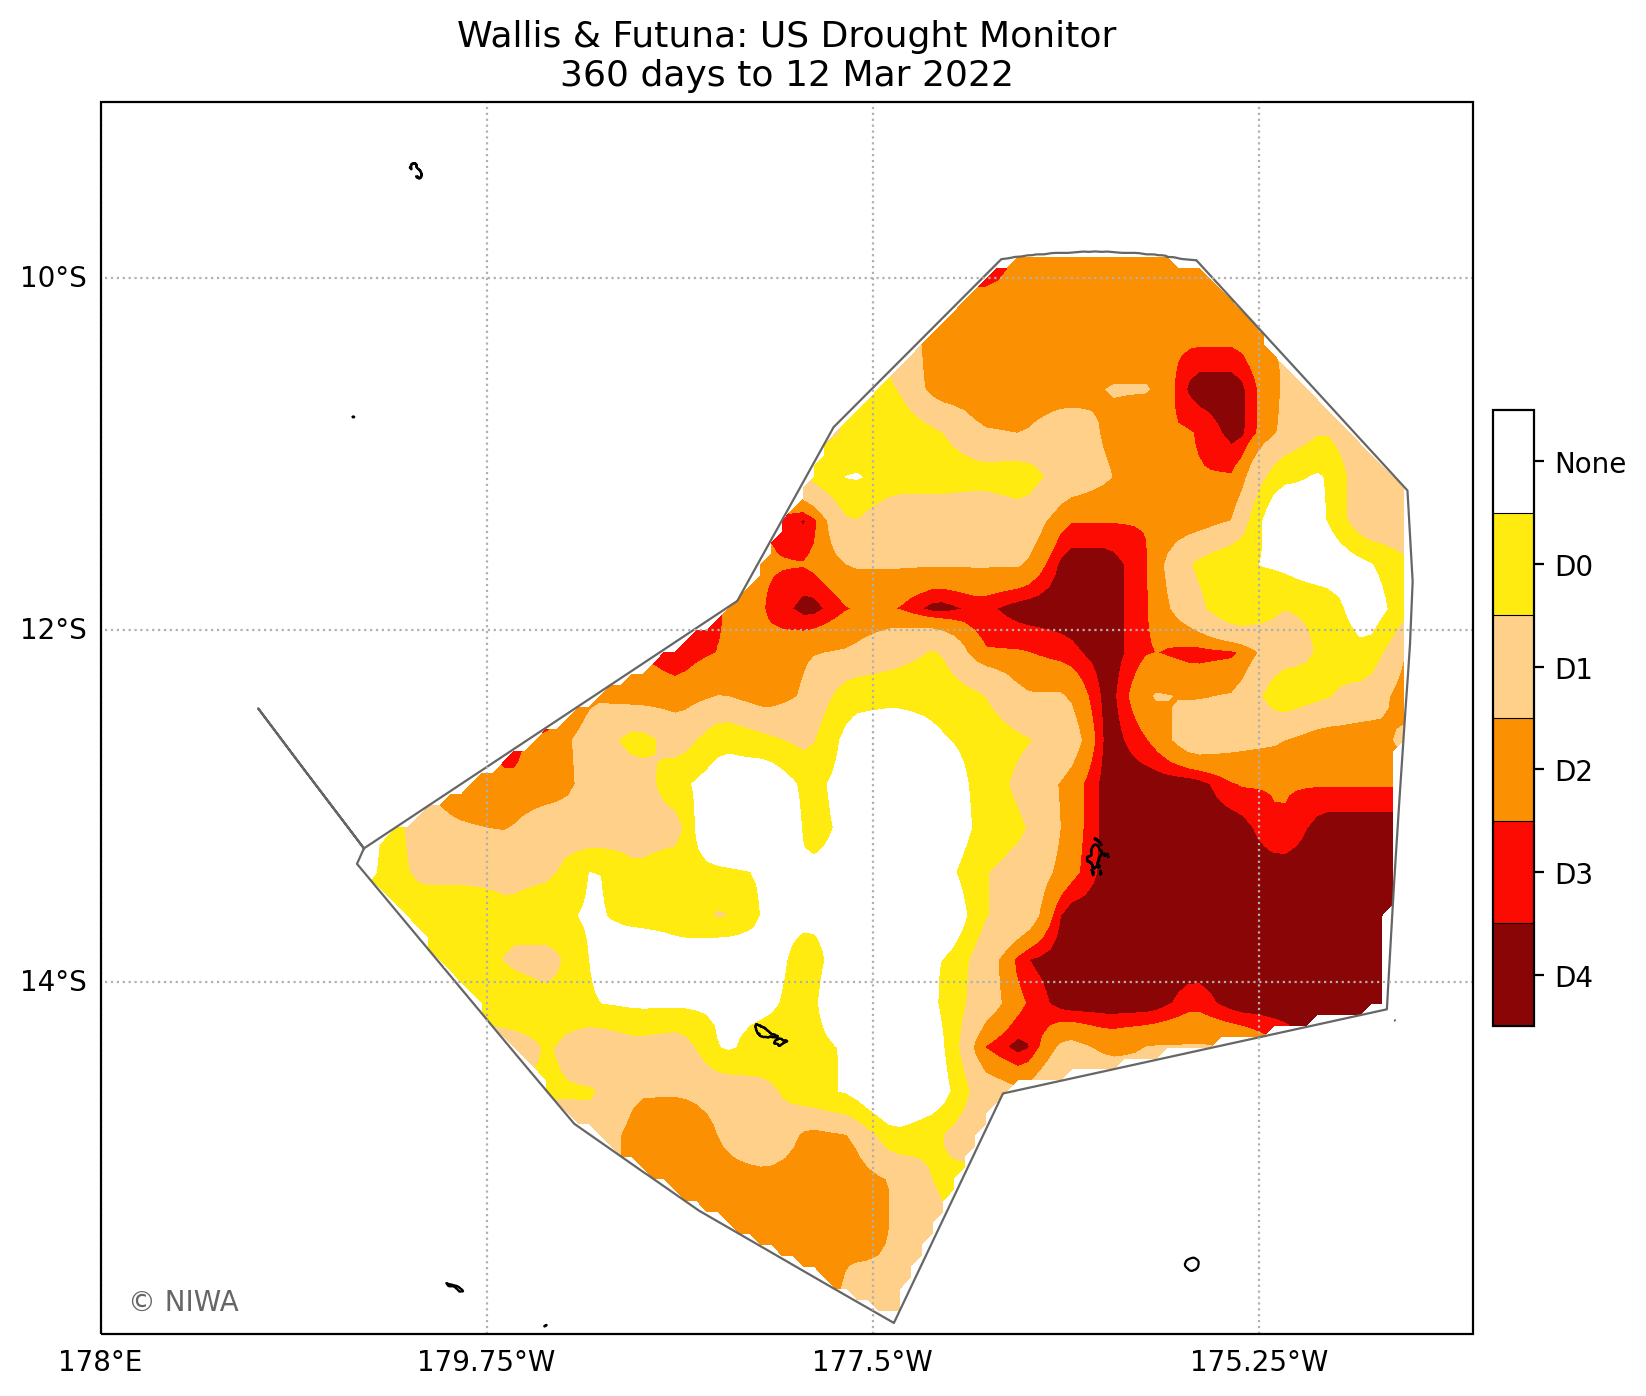 Wallis & Futuna: US Drought Monitor
360 days to 12 Mar 2022
10°S
12°S
14°S
178°E
179.75°W
177.5°W
175.25°W
None
D0
D1
D2
D3
D4
© NIWA